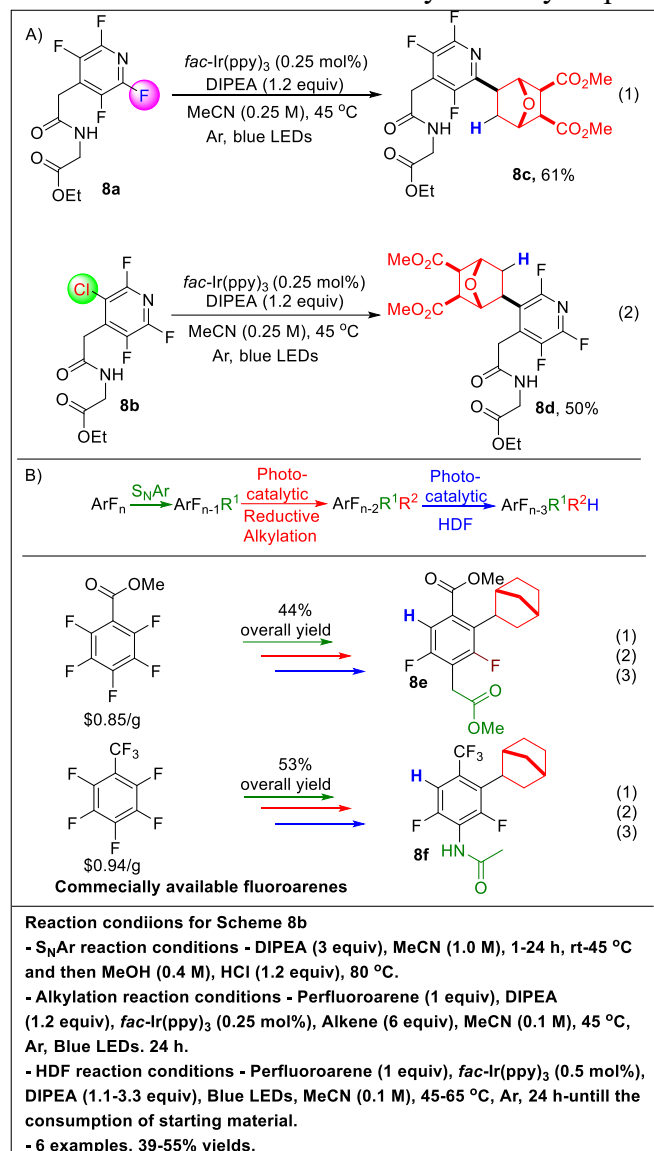 A)
F
F
N
F
F
O
NH
O
OEt
8a
fac-Ir(ppy)3 (0.25 mol%)
DIPEA (1.2 equiv)
MeCN (0.25 M), 45 oC
Ar, blue LEDs
F
F
N
F
O
NH
O
OEt
H
O
CO2Me
CO2Me
8c, 61%
(1)
Cl
F
N
F
F
O
NH
O
OEt
8b
fac-Ir(ppy)3 (0.25 mol%)
DIPEA (1.2 equiv)
MeCN (0.25 M), 45 oC
Ar, blue LEDs
MeO2C
MeO2C
O
H
F
N
F
F
O
NH
O
OEt
8d, 50%
(2)
B)
ArFn
SNAr
ArFn-1R1
Photo-
catalytic
Reductive
Alkylation
ArFn-2R1R2
Photo-
catalytic
HDF
ArFn-3R1R2H
O
OMe
F
F
F
F
F
$0.85/g
44%
overall yield
O
OMe
H
F
F
8e
O
OMe
(1)
(2)
(3)
CF3
F
F
F
F
F
$0.94/g
53%
overall yield
CF3
H
F
F
8f
HN
O
(1)
(2)
(3)
Commecially available fluoroarenes
Reaction condiions for Scheme 8b
- SNAr reaction conditions - DIPEA (3 equiv), MeCN (1.0 M), 1-24 h, rt-45 oC
and then MeOH (0.4 M), HCl (1.2 equiv), 80 oC.
- Alkylation reaction conditions - Perfluoroarene (1 equiv), DIPEA
(1.2 equiv), fac-Ir(ppy)3 (0.25 mol%), Alkene (6 equiv), MeCN (0.1 M), 45 oC,
Ar, Blue LEDs. 24 h.
- HDF reaction conditions - Perfluoroarene (1 equiv), fac-Ir(ppy)3 (0.5 mol%),
DIPEA (1.1-3.3 equiv), Blue LEDs, MeCN (0.1 M), 45-65 oC, Ar, 24 h-untill the
consumption of starting material.
- 6 examples, 39-55% yields.